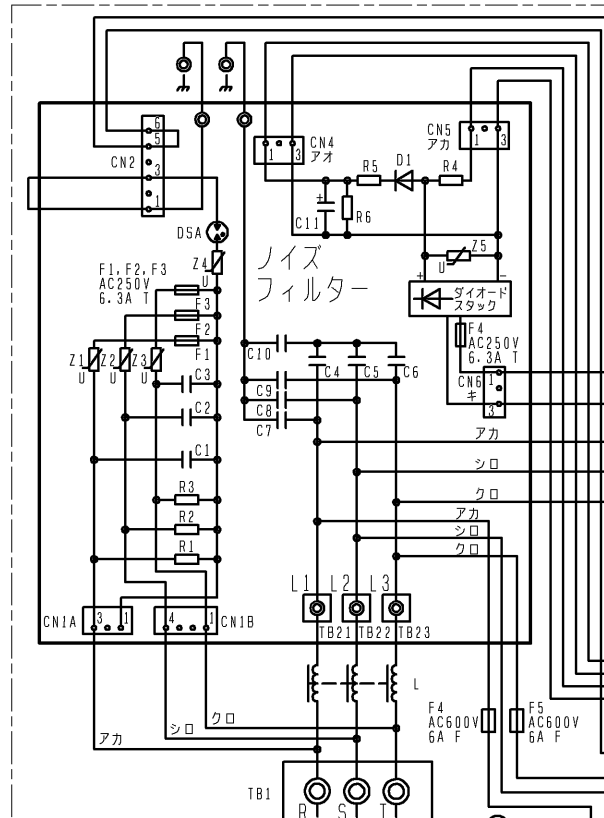 6
5
CN2
3
1
CN4
アオ
1 3
CN5
アカ
1 3
R5
D1
R4
+
C11
R6
DSA
Z4
U
ノイズ
フィルター
Z5
U
+ -
ダイオード
スタック
F1,F2,F3
AC250V
6.3A T
F3
F2
F1
Z1 Z2 Z3
U U U
C10
C4 C5 C6
C9
C8
C7
F4
AC250V
6.3A T
CN6
キ
1
3
C3
C2
C1
R3
R2
R1
アカ
シロ
クロ
アカ
シロ
クロ
L1 L2 L3
TB21 TB22 TB23
CN1A
3 1
4 1
CN1B
L
クロ
シロ
アカ
F4
AC600V
6A F
F5
AC600V
6A F
TB1
R S T